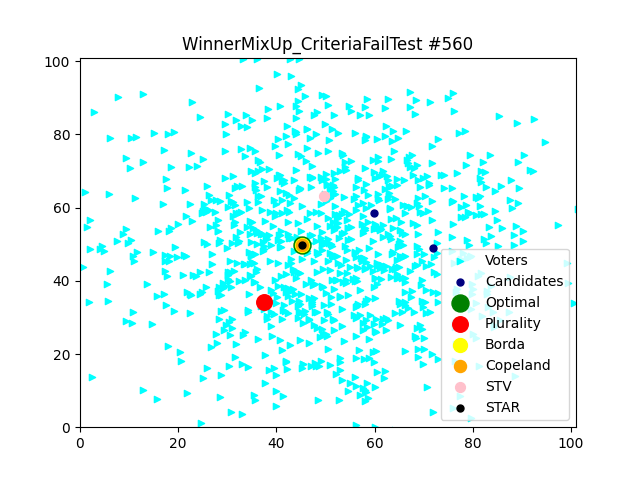 WinnerMixUp_CriteriaFailTest #560
100
80
60
40
20
0
0
20
40
60
80
100
Voters
Candidates
Optimal
Plurality
Borda
Copeland
STV
STAR